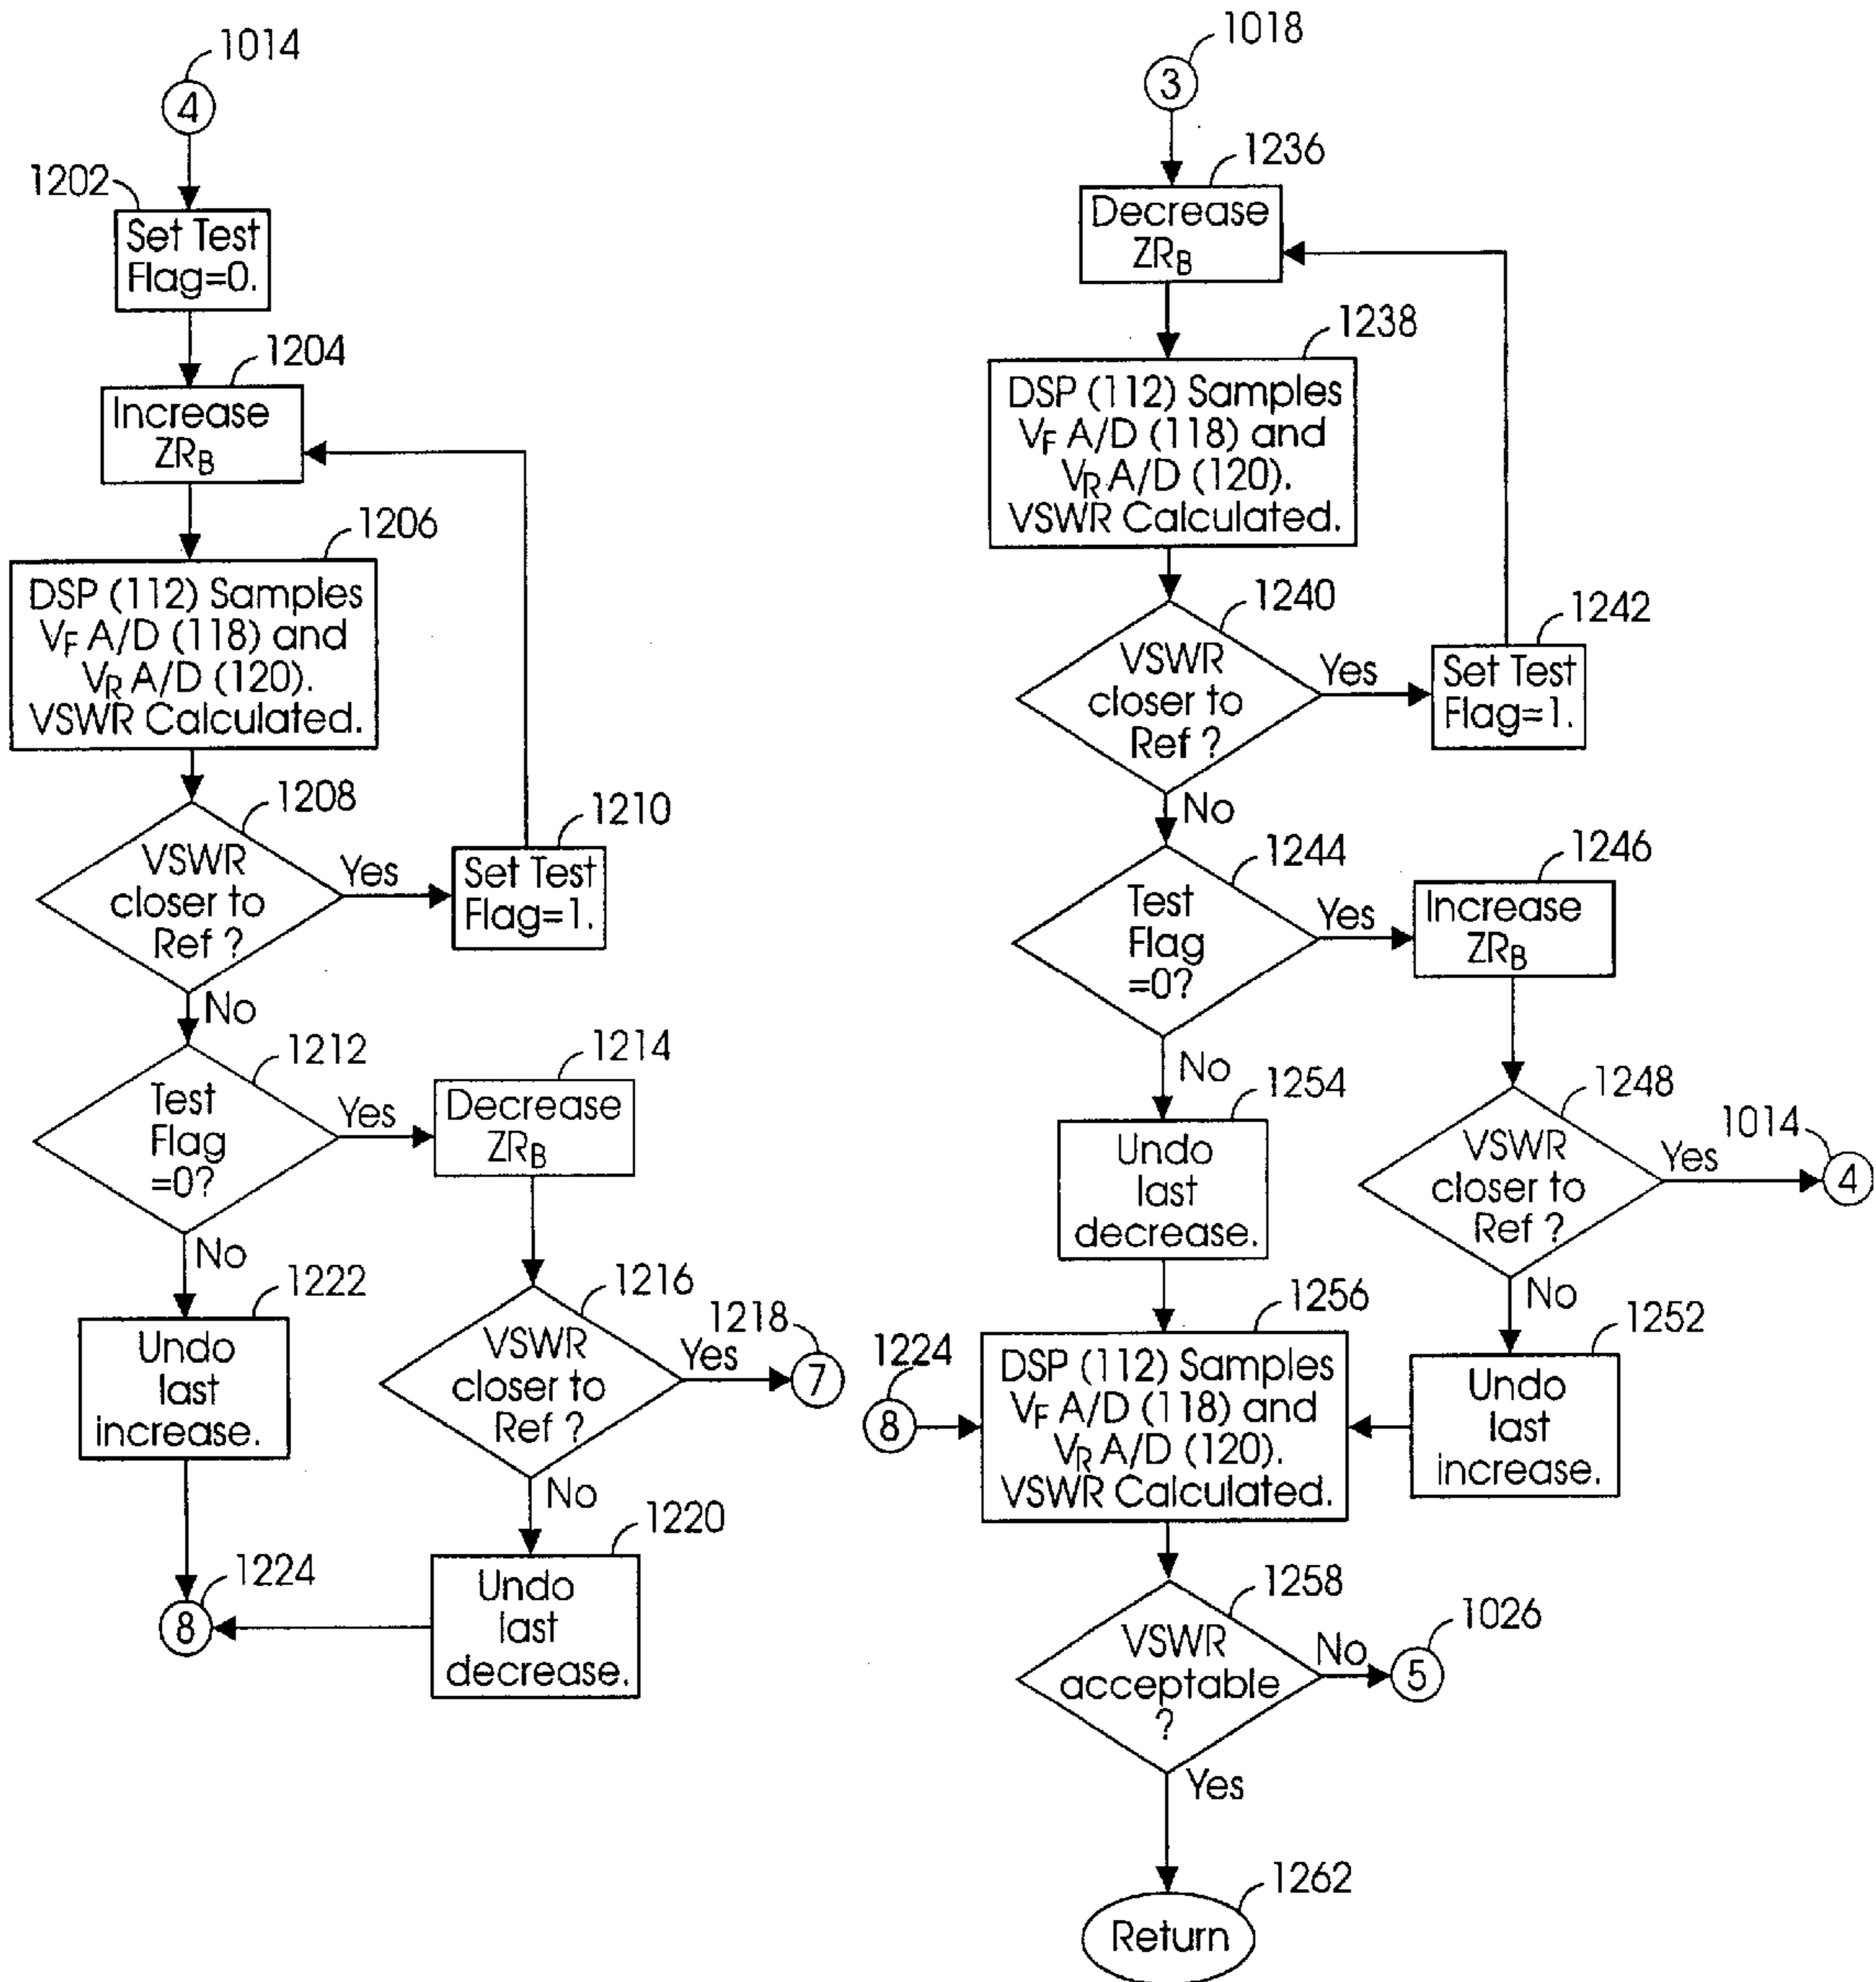 1014
4
1202
Set Test
Flag=0.
1204
Increase
ZRB
1206
DSP (112) Samples
VF A/D (118) and
VR A/D (120).
VSWR Calculated.
1208
VSWR
closer to
Ref ?
Yes
1210
Set Test
Flag=1.
No
1212
Test
Flag
=0?
Yes
1214
Decrease
ZRB
No
1222
Undo
last
increase.
1216
VSWR
closer to
Ref ?
Yes
1218
7
No
1220
Undo
last
decrease.
1224
8
1018
3
1236
Decrease
ZRB
1238
DSP (112) Samples
VF A/D (118) and
VR A/D (120).
VSWR Calculated.
1240
VSWR
closer to
Ref ?
Yes
1242
Set Test
Flag=1.
No
1244
Test
Flag
=0?
Yes
1246
Increase
ZRB
No
1254
Undo
last
decrease.
1248
VSWR
closer to
Ref ?
Yes
1014
4
No
1252
Undo
last
increase.
1224
8
1256
DSP (112) Samples
VF A/D (118) and
VR A/D (120).
VSWR Calculated.
1258
VSWR
acceptable
?
No
1026
5
Yes
1262
Return